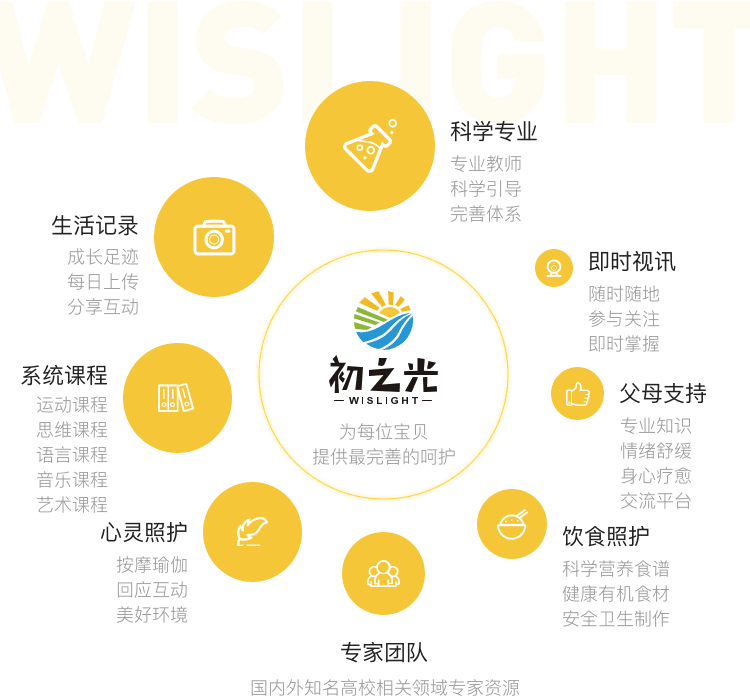 WISLIGHT
科学专业
专业教师
科学引导
完善体系
生活记录
成长足迹
每日上传
分享互动
即时视讯
随时随地
参与关注
即时掌握
初之光
WISLIGHT
为每位宝贝
提供最完善的呵护
系统课程
运动课程
思维课程
语言课程
音乐课程
艺术课程
父母支持
专业知识
情绪舒缓
身心疗愈
交流平台
心灵照护
按摩瑜伽
回应互动
美好环境
饮食照护
科学营养食谱
健康有机食材
安全卫生制作
专家团队
国内外知名高校相关领域专家资源